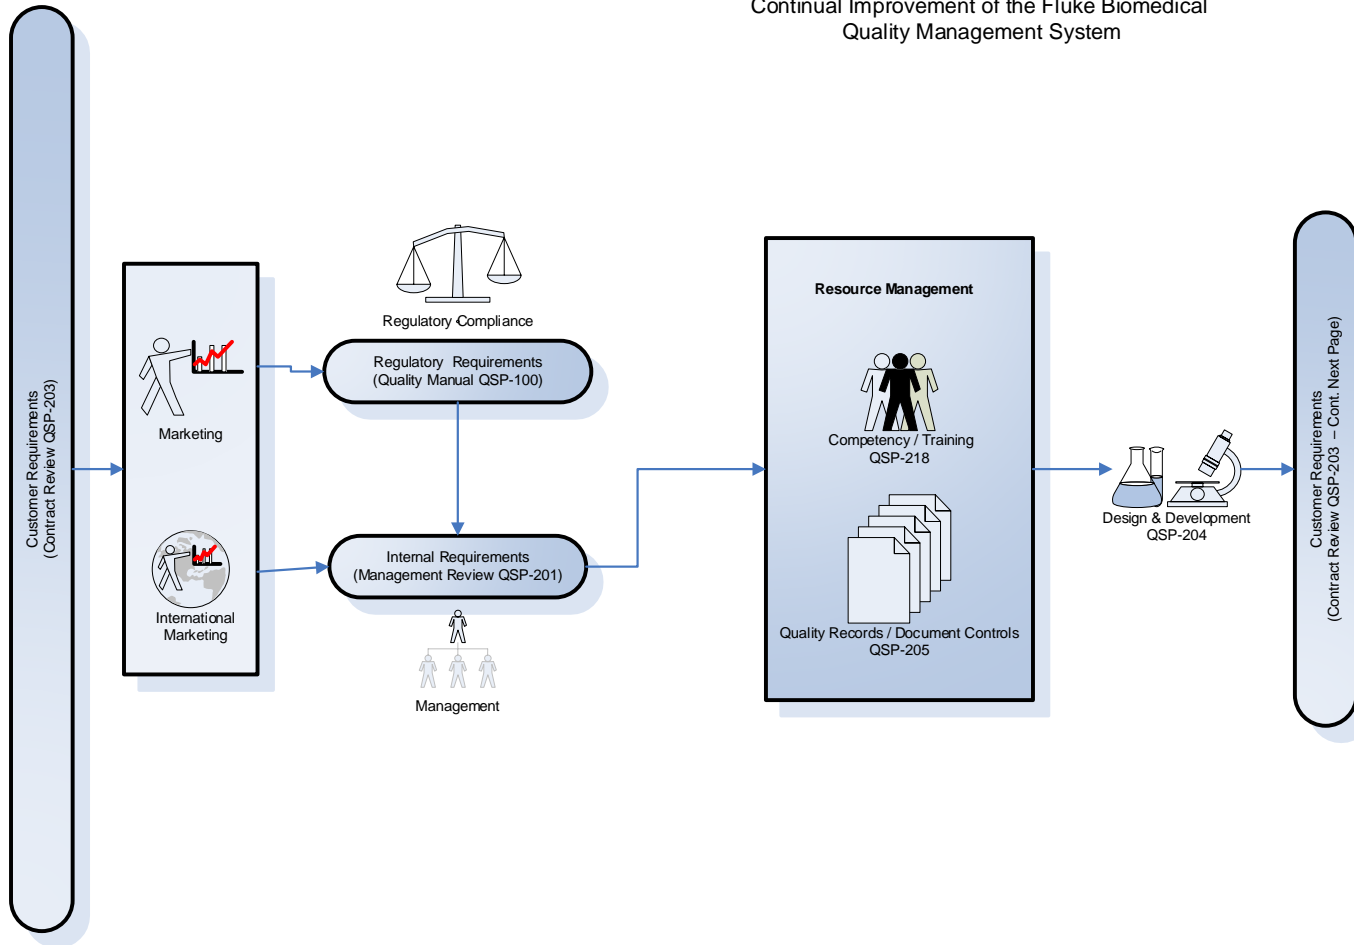 Continual Improvement of the Fluke Biomedical
Quality Management System
Customer Requirements
(Contract Review QSP-203)
Marketing
International
Marketing
Regulatory Compliance
Regulatory Requirements
(Quality Manual QSP-100)
Internal Requirements
(Management Review QSP-201)
Management
Resource Management
Competency / Training
QSP-218
Quality Records / Document Controls
QSP-205
Design & Development
QSP-204
Customer Requirements
(Contract Review QSP-203 – Cont. Next Page)